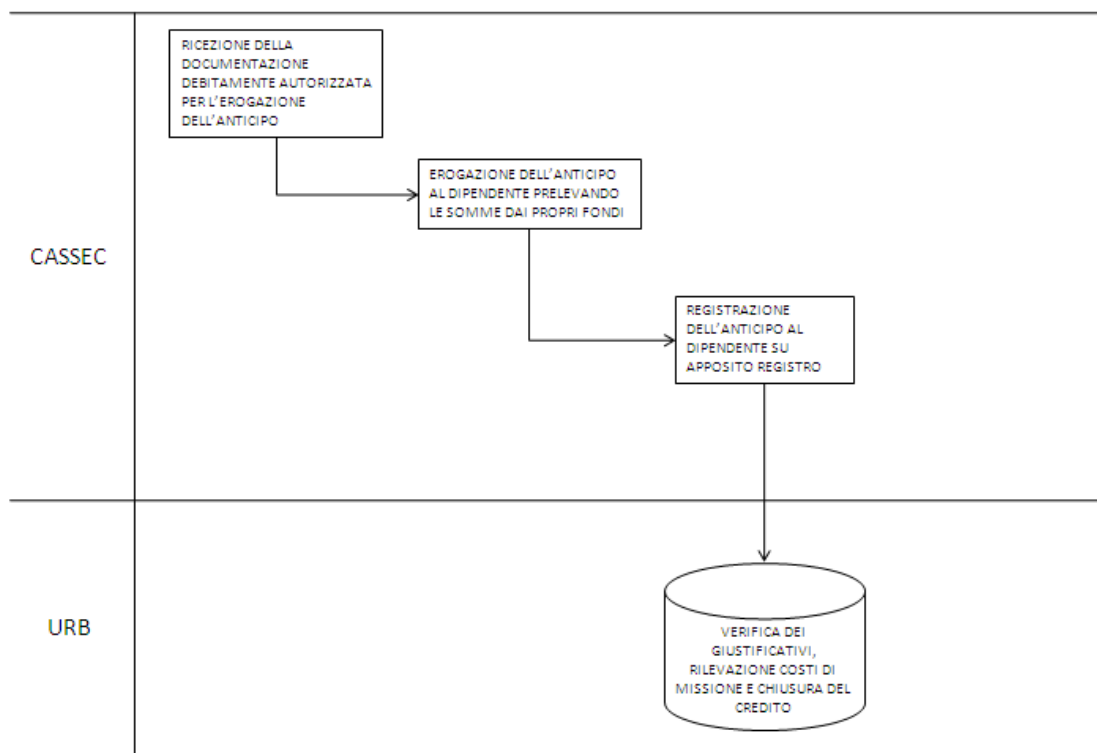 RICEZIONE DELLA
DOCUMENTAZIONE
DEBITAMENTE AUTORIZZATA
PER L'EROGAZIONE
DELL'ANTICIPO
EROGAZIONE DELL'ANTICIPO
AL DIPENDENTE PRELEVANDO
LE SOMME DAI PROPRI FONDI
CASSEC
REGISTRAZIONE
DELL'ANTICIPO AL
DIPENDENTE SU
APPOSITO REGISTRO
URB
VERIFICA DEI
GIUSTIFICATIVI,
RILEVAZIONE COSTI DI
MISSIONE E CHIUSURA DEL
CREDITO